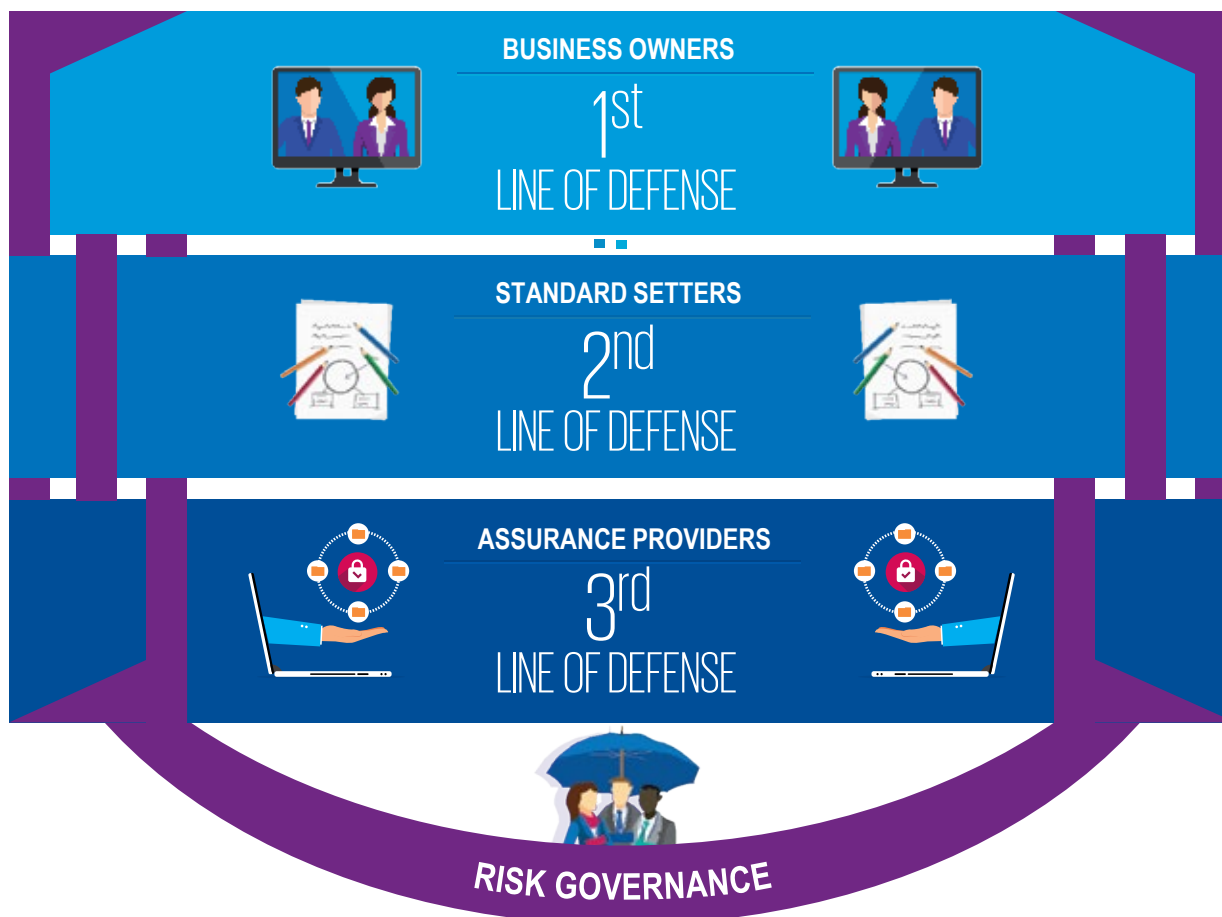 BUSINESS OWNERS
1st
LINE OF DEFENSE
STANDARD SETTERS
2nd
LINE OF DEFENSE
ASSURANCE PROVIDERS
3rd
LINE OF DEFENSE
RISK GOVERNANCE